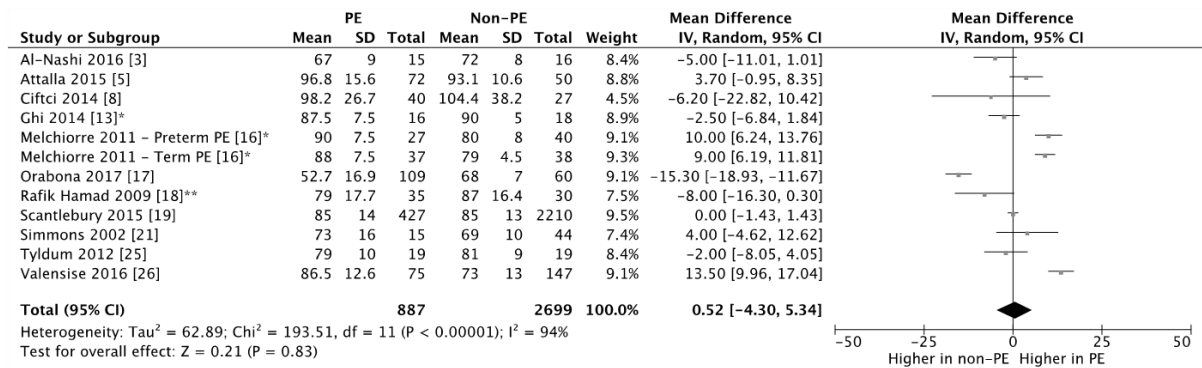 PE Non-PE Mean Difference Mean Difference
Study or Subgroup Mean SD Total Mean SD Total Weight IV, Random, 95% CI IV, Random, 95% CI
Al-Nashi 2016 [3] 67 9 15 72 8 16 8.4% -5.00 [-11.01, 1.01]
Attalla 2015 [5] 96.8 15.6 72 93.1 10.6 50 8.8% 3.70 [-0.95, 8.35]
Ciftci 2014 [8] 98.2 26.7 40 104.4 38.2 27 4.5% -6.20 [-22.82, 10.42]
Ghi 2014 [13]* 87.5 7.5 16 90 5 18 8.9% -2.50 [-6.84, 1.84]
Melchiorre 2011 - Preterm PE [16]* 90 7.5 27 80 8 40 9.1% 10.00 [6.24, 13.76]
Melchiorre 2011 - Term PE [16]* 88 7.5 37 79 4.5 38 9.3% 9.00 [6.19, 11.81]
Orabona 2017 [17] 52.7 16.9 109 68 7 60 9.1% -15.30 [-18.93, -11.67]
Rafik Hamad 2009 [18]** 79 17.7 35 87 16.4 30 7.5% -8.00 [-16.30, 0.30]
Scantlebury 2015 [19] 85 14 427 85 13 2210 9.5% 0.00 [-1.43, 1.43]
Simmons 2002 [21] 73 16 15 69 10 44 7.4% 4.00 [-4.62, 12.62]
Tyldum 2012 [25] 79 10 19 81 9 19 8.4% -2.00 [-8.05, 4.05]
Valensise 2016 [26] 86.5 12.6 75 73 13 147 9.1% 13.50 [9.96, 17.04]
Total (95% CI) 887 2699 100.0% 0.52 [-4.30, 5.34]
Heterogeneity: Tau² = 62.89; Chi² = 193.51, df = 11 (P < 0.00001); I² = 94%
Test for overall effect: Z = 0.21 (P = 0.83)
-50 -25 0 25 50
Higher in non-PE Higher in PE